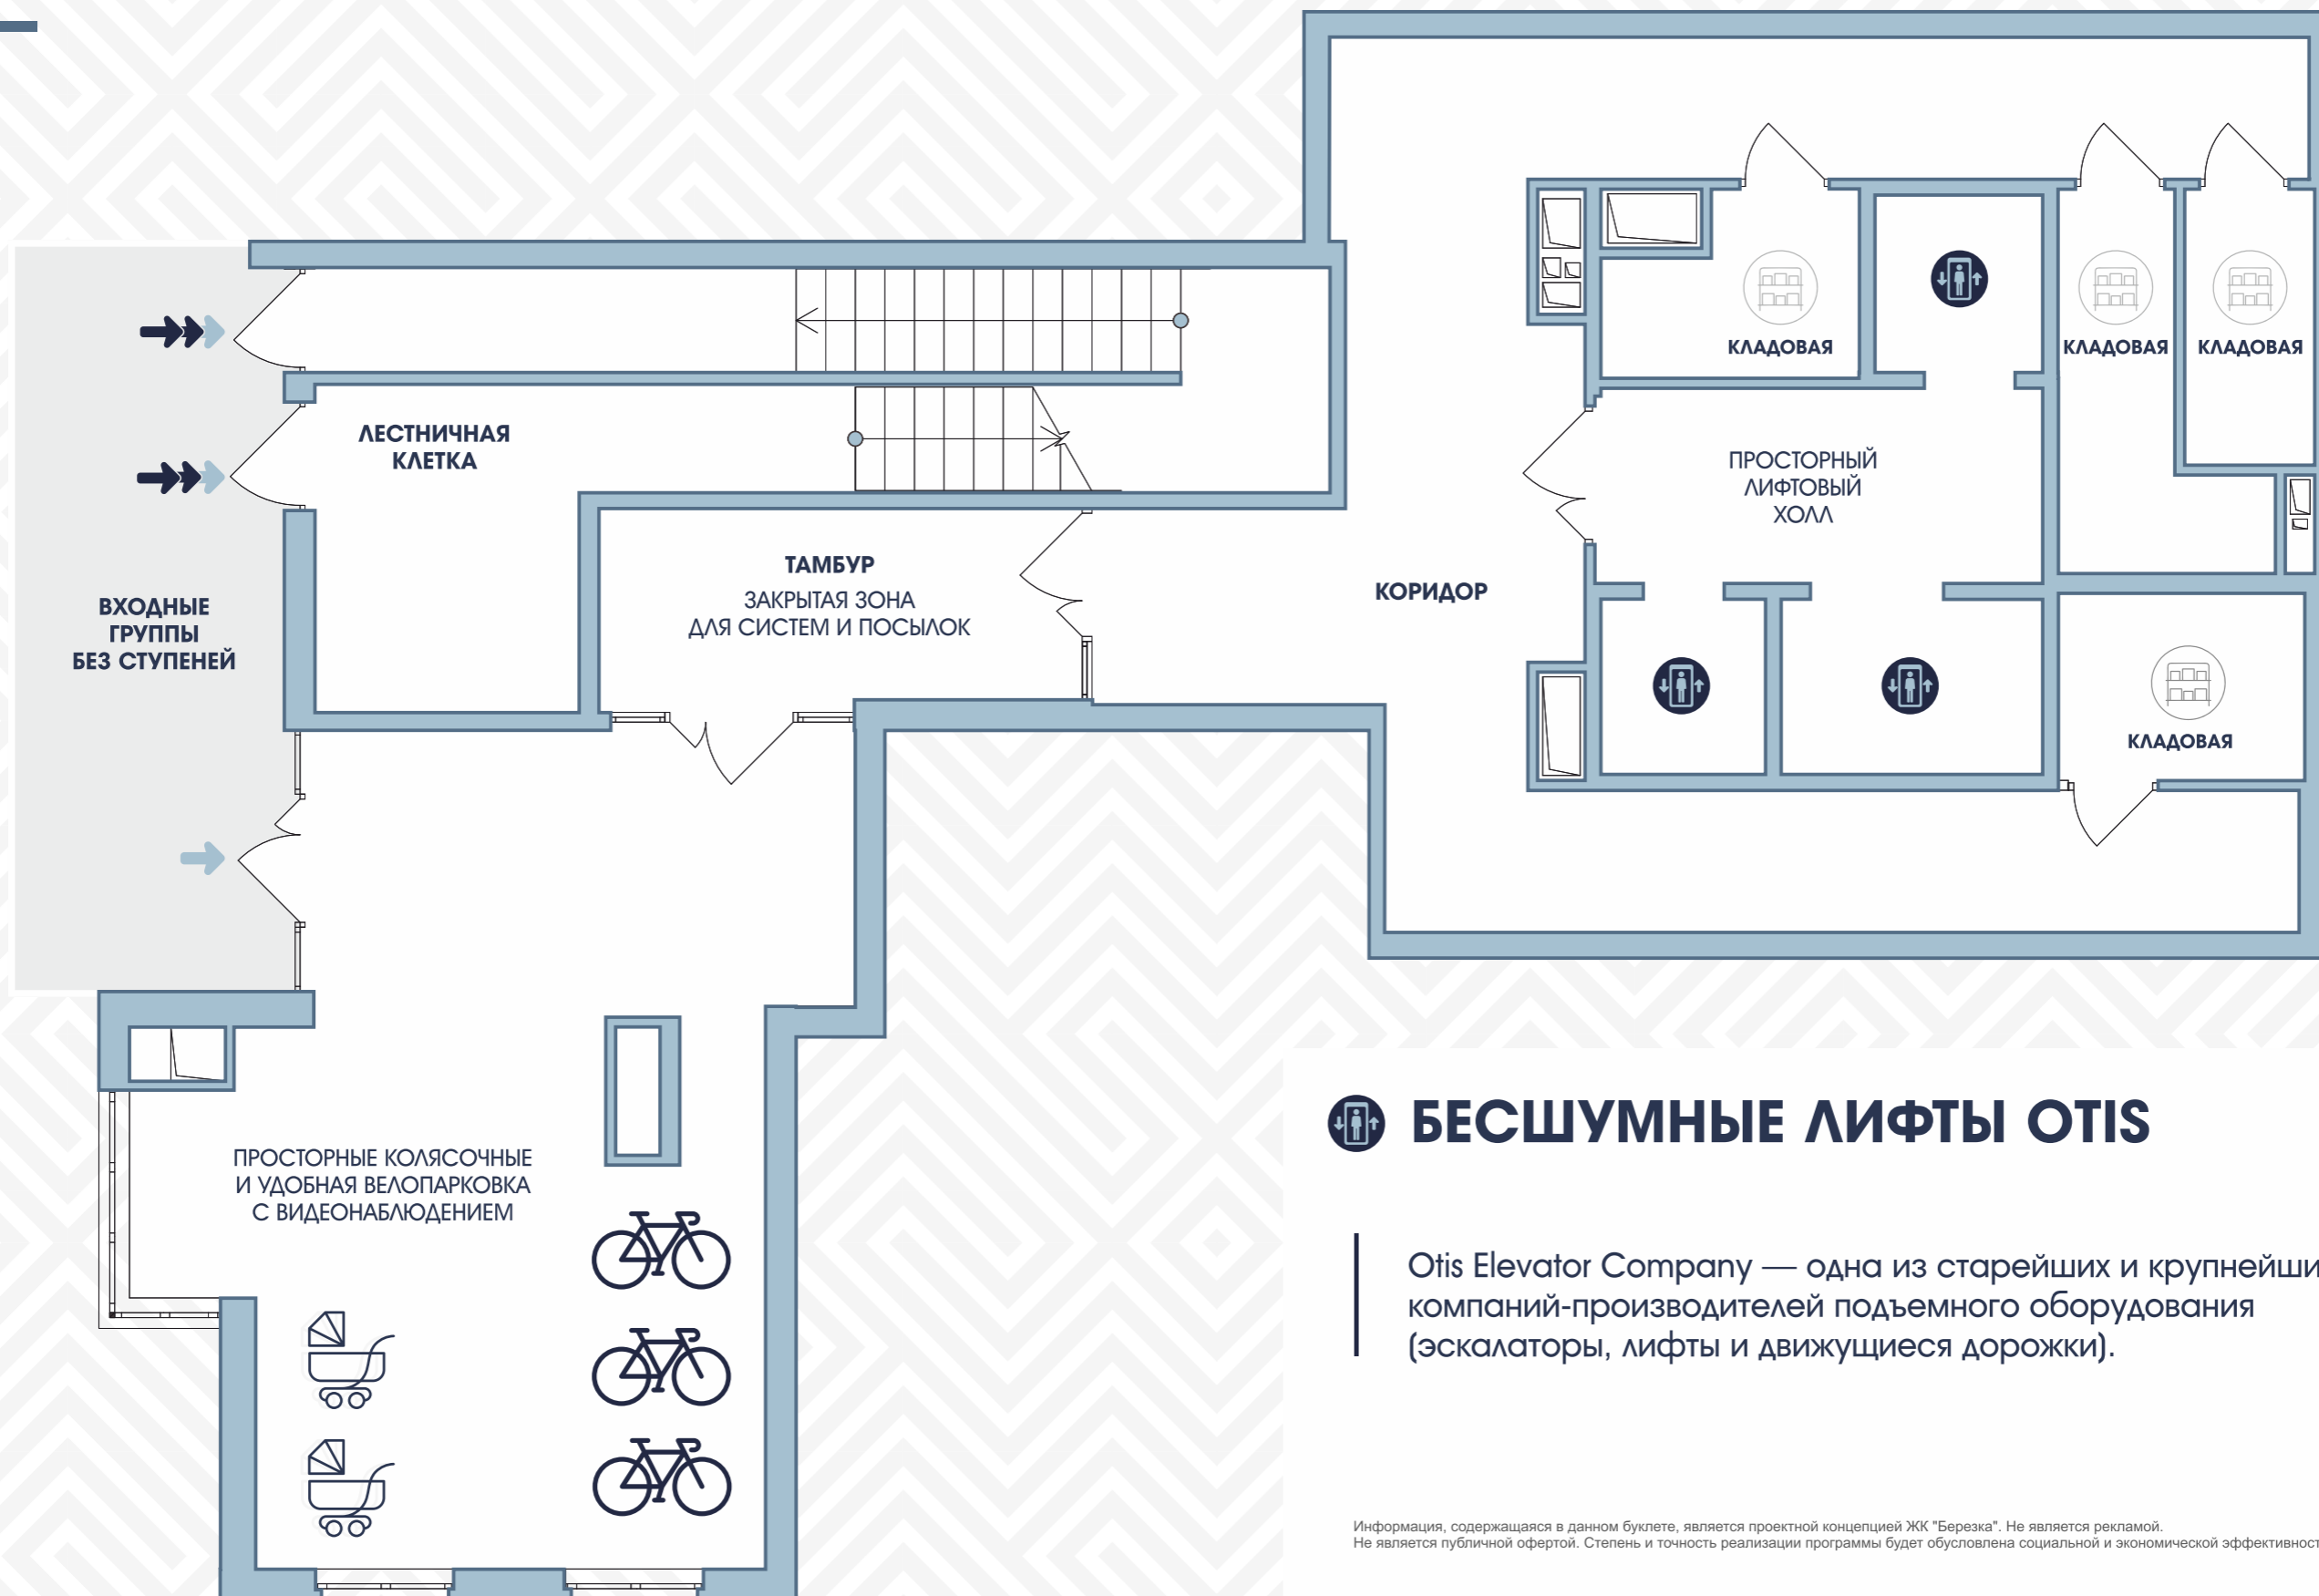 КЛАДОВАЯ
КЛАДОВАЯ
КЛАДОВАЯ
ЛЕСТНИЧНАЯ
КЛЕТКА
ПРОСТОРНЫЙ
ЛИФТОВЫЙ
ХОЛЛ
ТАМБУР
ЗАКРЫТАЯ ЗОНА
ДЛЯ СИСТЕМ И ПОСЫЛОК
КОРИДОР
ВХОДНЫЕ
ГРУППЫ
БЕЗ СТУПЕНЕЙ
КЛАДОВАЯ
ПРОСТОРНЫЕ КОЛЯСОЧНЫЕ
И УДОБНАЯ ВЕЛОПАРКОВКА
С ВИДЕОНАБЛЮДЕНИЕМ
БЕСШУМНЫЕ ЛИФТЫ OTIS
Otis Elevator Company — одна из старейших и крупнейши
компаний-производителей подъемного оборудования
(эскалаторы, лифты и движущиеся дорожки).
Информация, содержащаяся в данном буклете, является проектной концепцией ЖК "Березка". Не является рекламой.
Не является публичной офертой. Степень и точность реализации программы будет обусловлена социальной и экономической эффективност